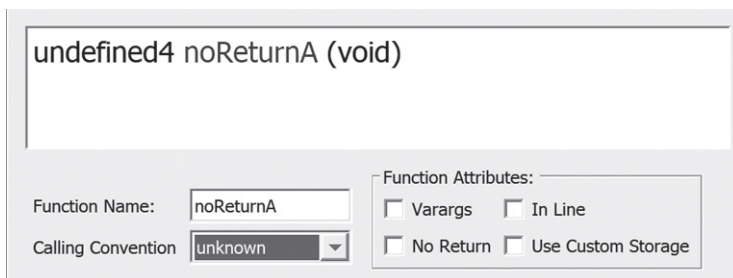 undefined4 noReturnA (void)
Function Name: noReturnA
Calling Convention unknown
Function Attributes:
Varargs In Line
No Return Use Custom Storage